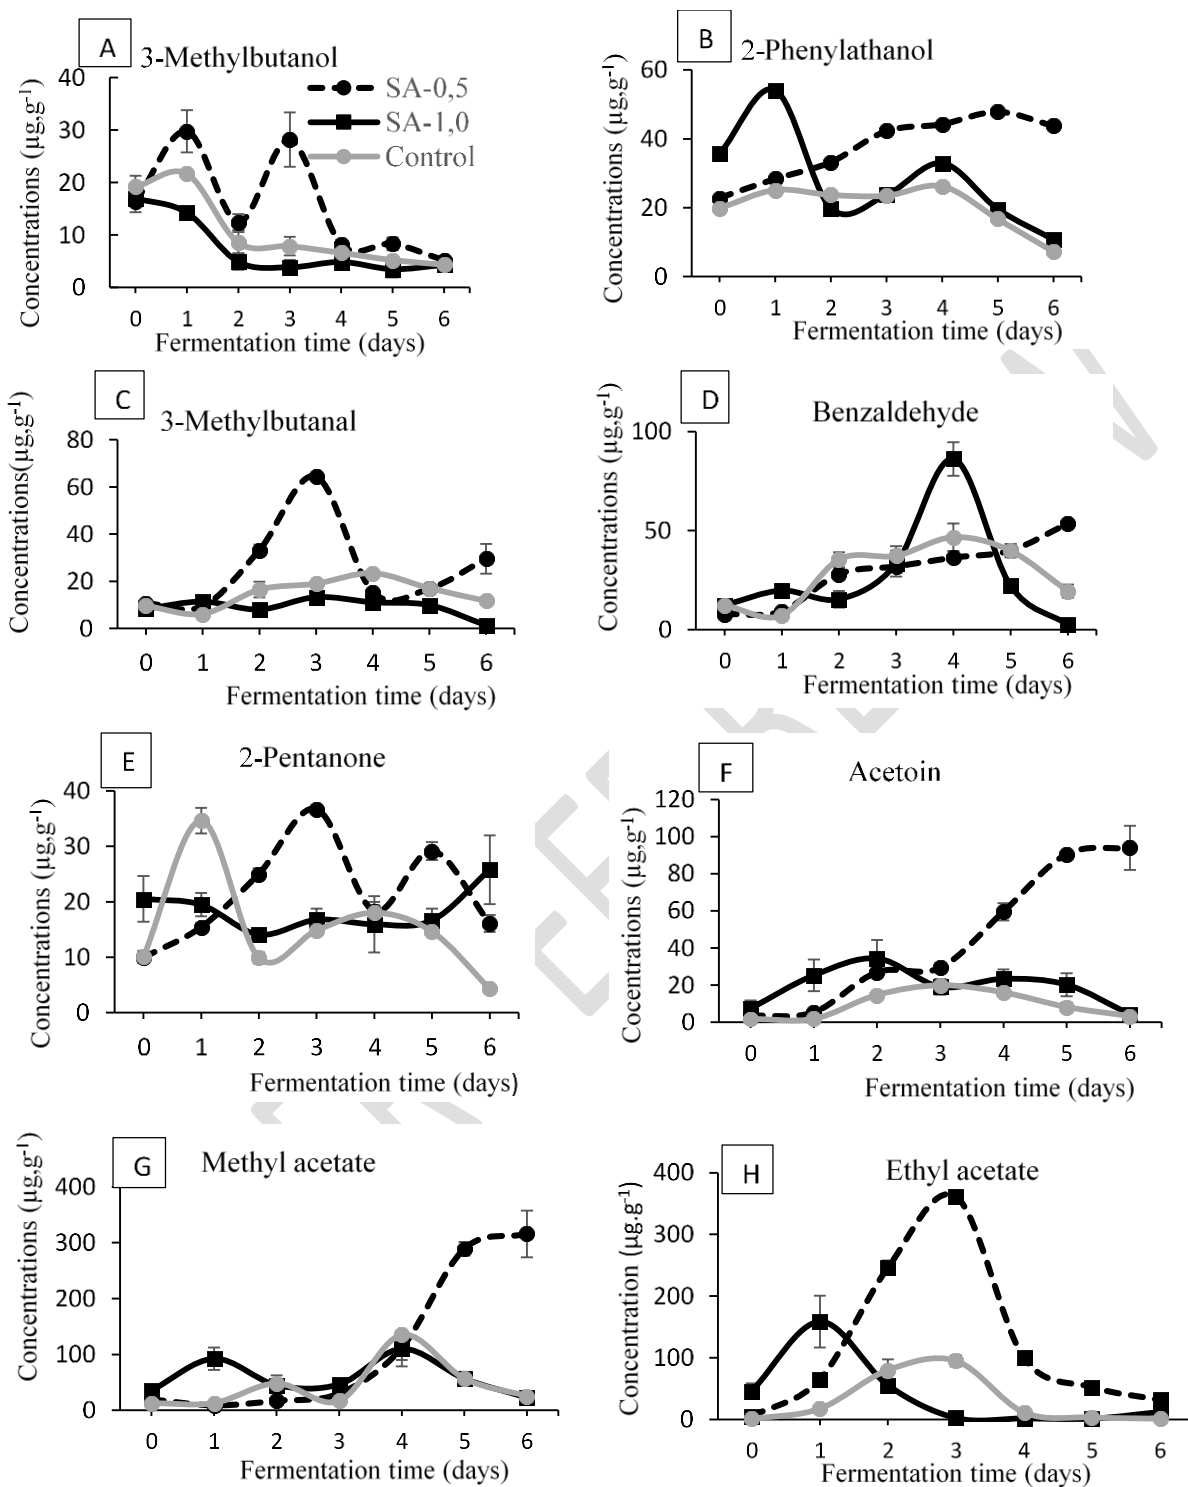 A
3-Methylbutanol
SA-0,5
SA-1,0
Control
Concentrations (µg,g-1)
40
30
20
10
0
0 1 2 3 4 5 6
Fermentation time (days)
B
2-Phenylathanol
Concentrations (µg,g-1)
60
40
20
0
0 1 2 3 4 5 6
Fermentation time (days)
C
3-Methylbutanal
Concentrations(µg,g-1)
80
60
40
20
0
0 1 2 3 4 5 6
Fermentation time (days)
D
Benzaldehyde
Concentrations (µg,g-1)
100
50
0
0 1 2 3 4 5 6
Fermentation time (days)
E
2-Pentanone
Concentrations (µg,g-1)
40
30
20
10
0
0 1 2 3 4 5 6
Fermentation time (days)
F
Acetoin
Cocentrations (µg,g-1)
120
100
80
60
40
20
0
0 1 2 3 4 5 6
Fermentation time (days)
G
Methyl acetate
Concentrations (µg,g-1)
400
300
200
100
0
0 1 2 3 4 5 6
Fermentation time (days)
H
Ethyl acetate
Concentration (µg.g-1)
400
300
200
100
0
0 1 2 3 4 5 6
Fermentation time (days)